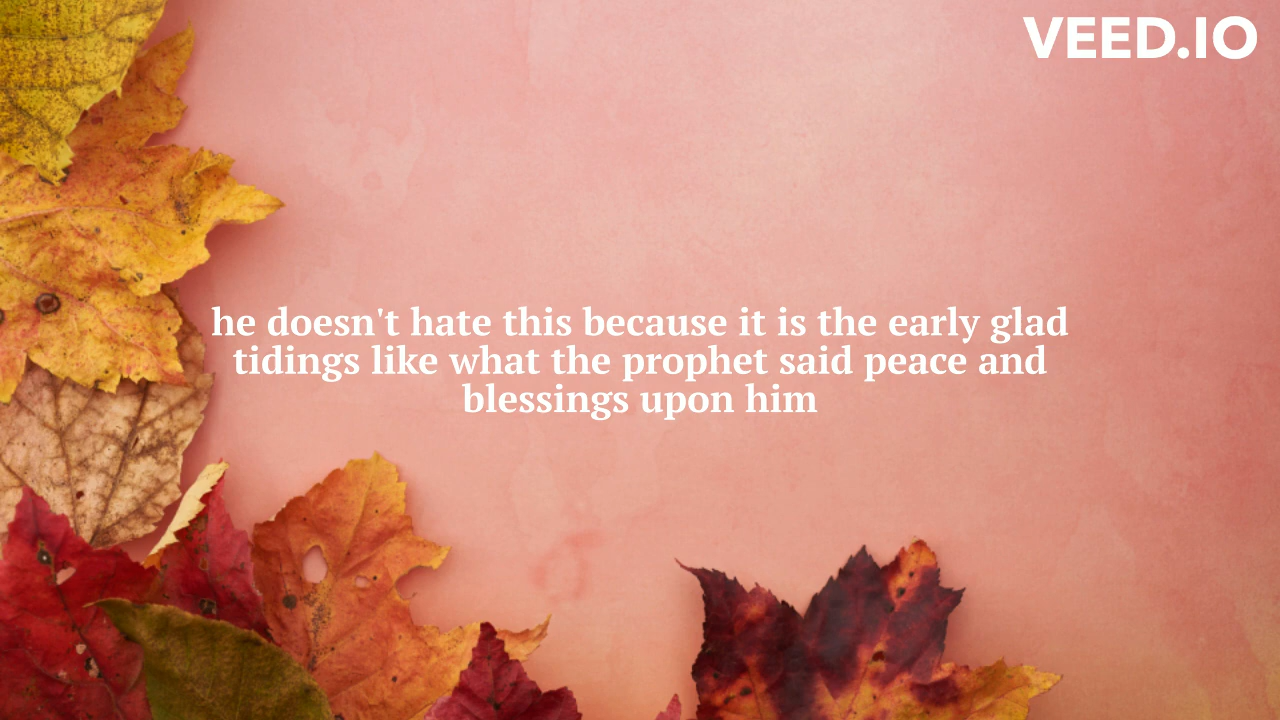 VEED.IO
he doesn't hate this because it is the early glad
tidings like what the prophet said peace and
blessings upon him